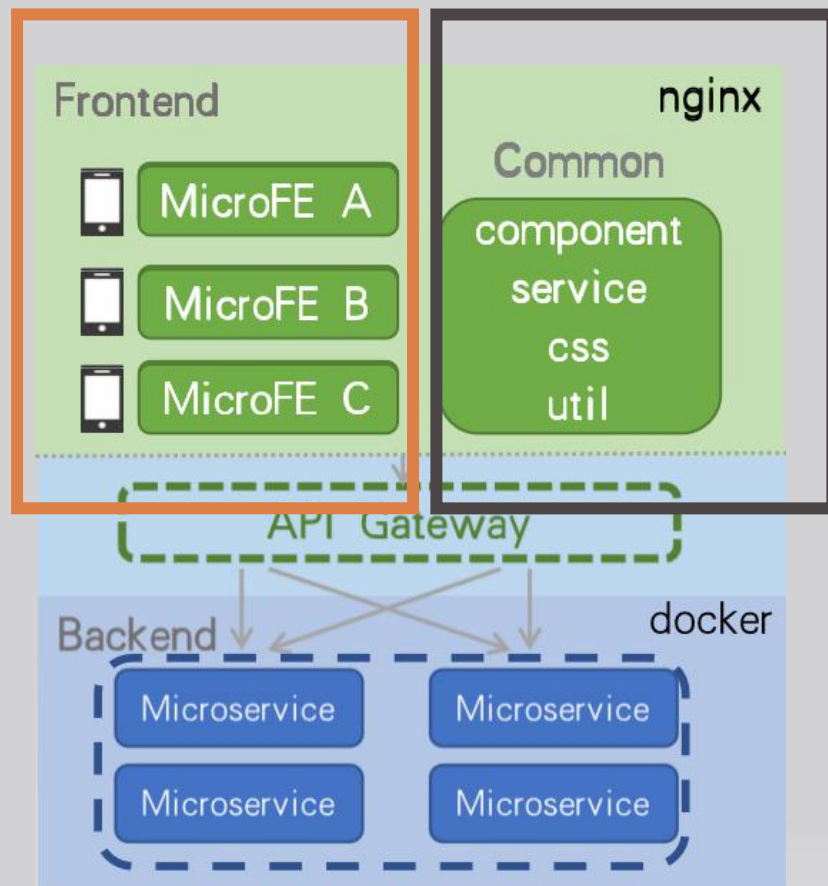 Frontend
nginx
Common
MicroFE A
MicroFE B
MicroFE C
component
service
css
util
API Gateway
Backend
docker
Microservice
Microservice
Microservice
Microservice